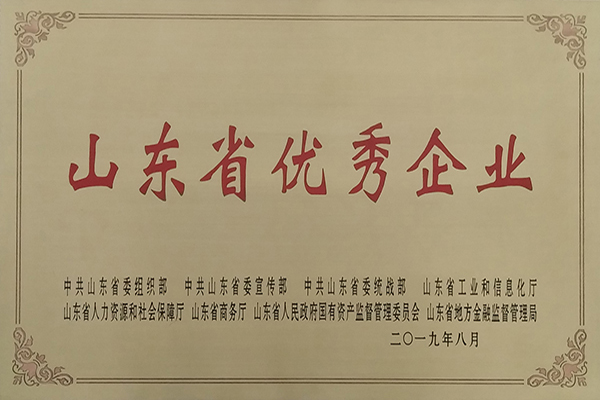 山东省优秀企业
中共山东省委组织部 中共山东省委宣传部 中共山东省委统战部 山东省工业和信息化厅
山东省人力资源和社会保障厅 山东省商务厅 山东省人民政府国有资产监督管理委员会 山东省地方金融监督管理局
二〇一九年八月